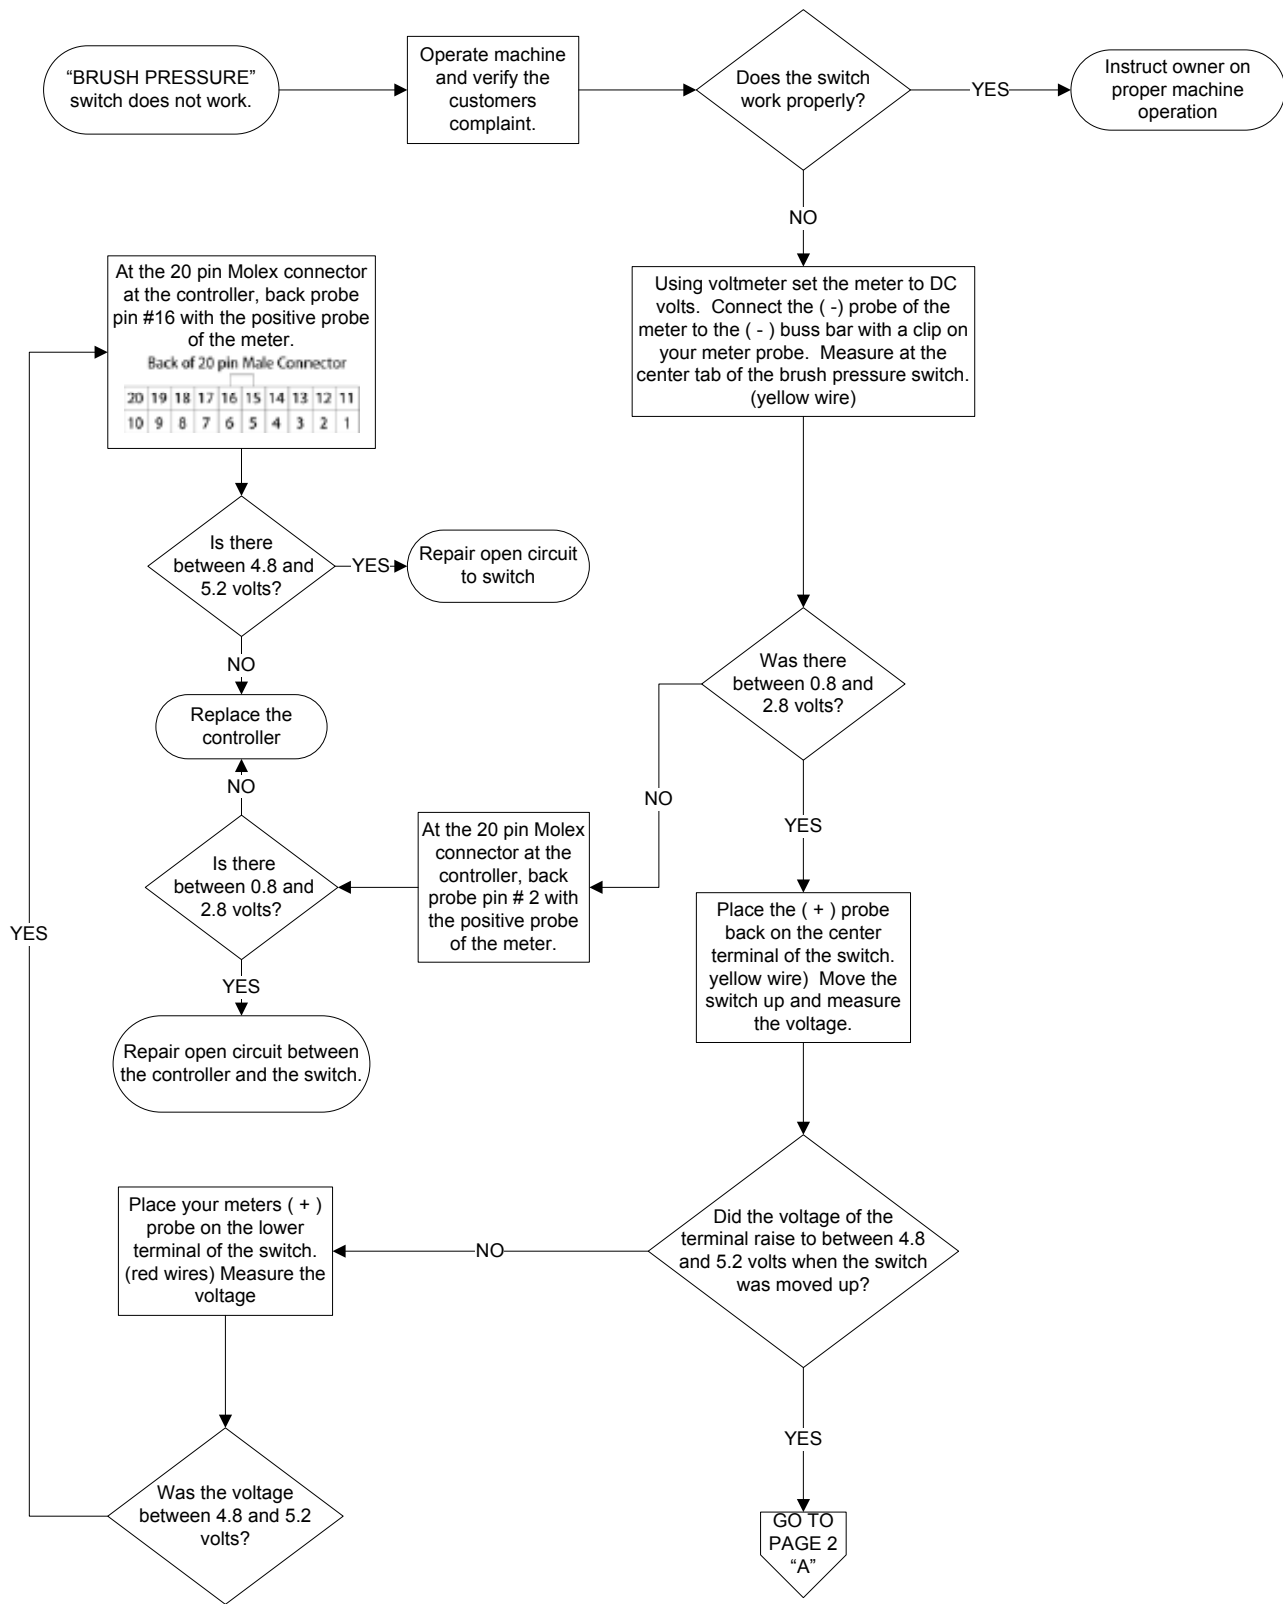 “BRUSH PRESSURE”
switch does not work.
Operate machine
and verify the
customers
complaint.
Does the switch
work properly?
YES
Instruct owner on
proper machine
operation
NO
At the 20 pin Molex connector
at the controller, back probe
pin #16 with the positive probe
of the meter.
Back of 20 pin Male Connector
20 19 18 17 16 15 14 13 12 11
10 9 8 7 6 5 4 3 2 1
Using voltmeter set the meter to DC
volts. Connect the ( -) probe of the
meter to the ( - ) buss bar with a clip on
your meter probe. Measure at the
center tab of the brush pressure switch.
(yellow wire)
Is there
between 4.8 and
5.2 volts?
YES
Repair open circuit
to switch
NO
Replace the
controller
NO
Was there
between 0.8 and
2.8 volts?
NO
YES
Is there
between 0.8 and
2.8 volts?
At the 20 pin Molex
connector at the
controller, back
probe pin # 2 with
the positive probe
of the meter.
YES
YES
Place the ( + ) probe
back on the center
terminal of the switch.
yellow wire) Move the
switch up and measure
the voltage.
Repair open circuit between
the controller and the switch.
Place your meters ( + )
probe on the lower
terminal of the switch.
(red wires) Measure the
voltage
NO
Did the voltage of the
terminal raise to between 4.8
and 5.2 volts when the switch
was moved up?
YES
Was the voltage
between 4.8 and 5.2
volts?
GO TO
PAGE 2
“A”